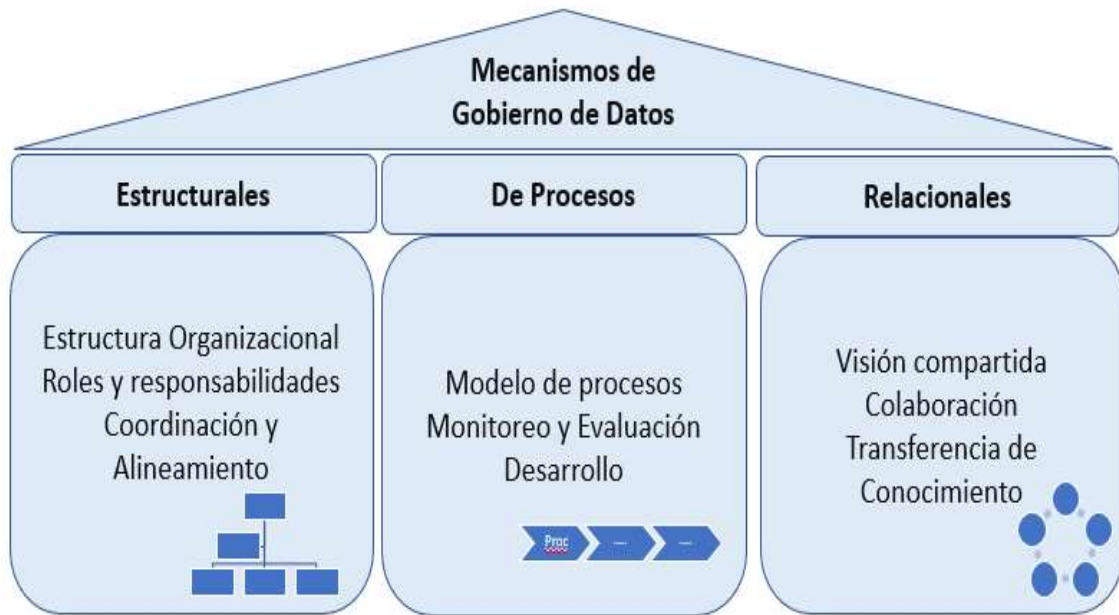 Mecanismos de
Gobierno de Datos
Estructurales
De Procesos
Relacionales
Estructura Organizacional
Roles y responsabilidades
Coordinación y
Alineamiento
Modelo de procesos
Monitoreo y Evaluación
Desarrollo
Proc
Visión compartida
Colaboración
Transferencia de
Conocimiento